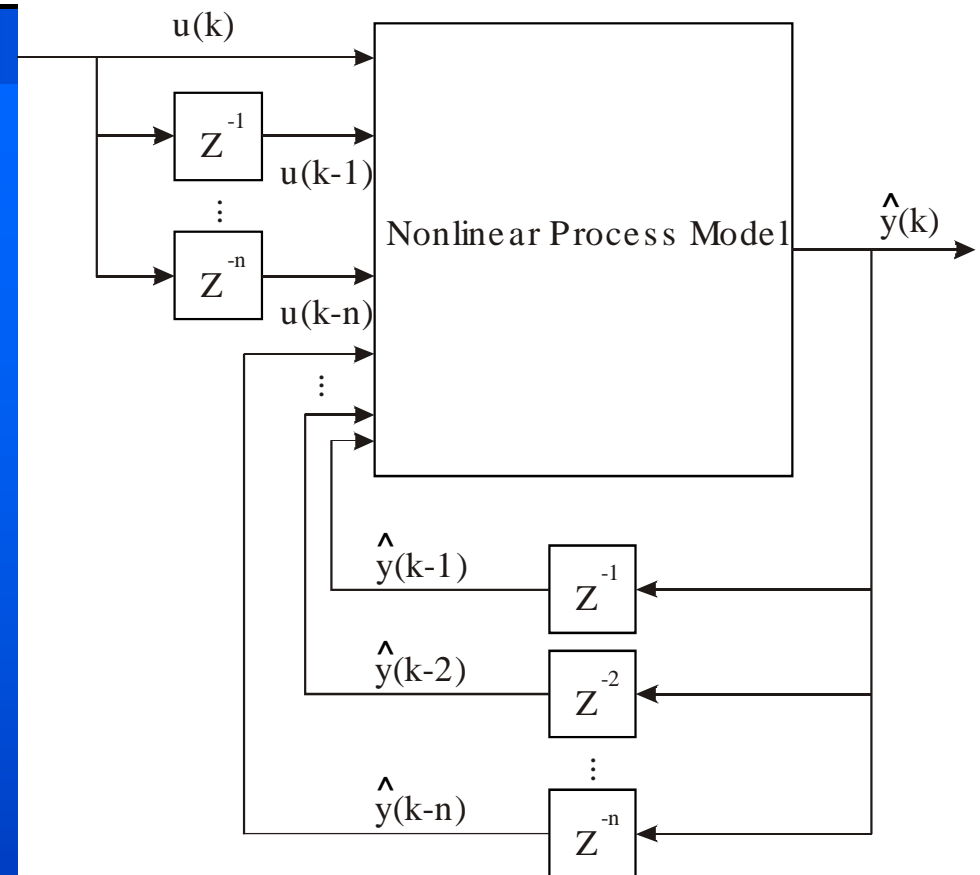 u(k)
Z⁻¹
u(k-1)
⋮
Z⁻ⁿ
u(k-n)
Nonlinear Process Model
ŷ(k)
⋮
ŷ(k-1)
Z⁻¹
ŷ(k-2)
Z⁻²
⋮
ŷ(k-n)
Z⁻ⁿ